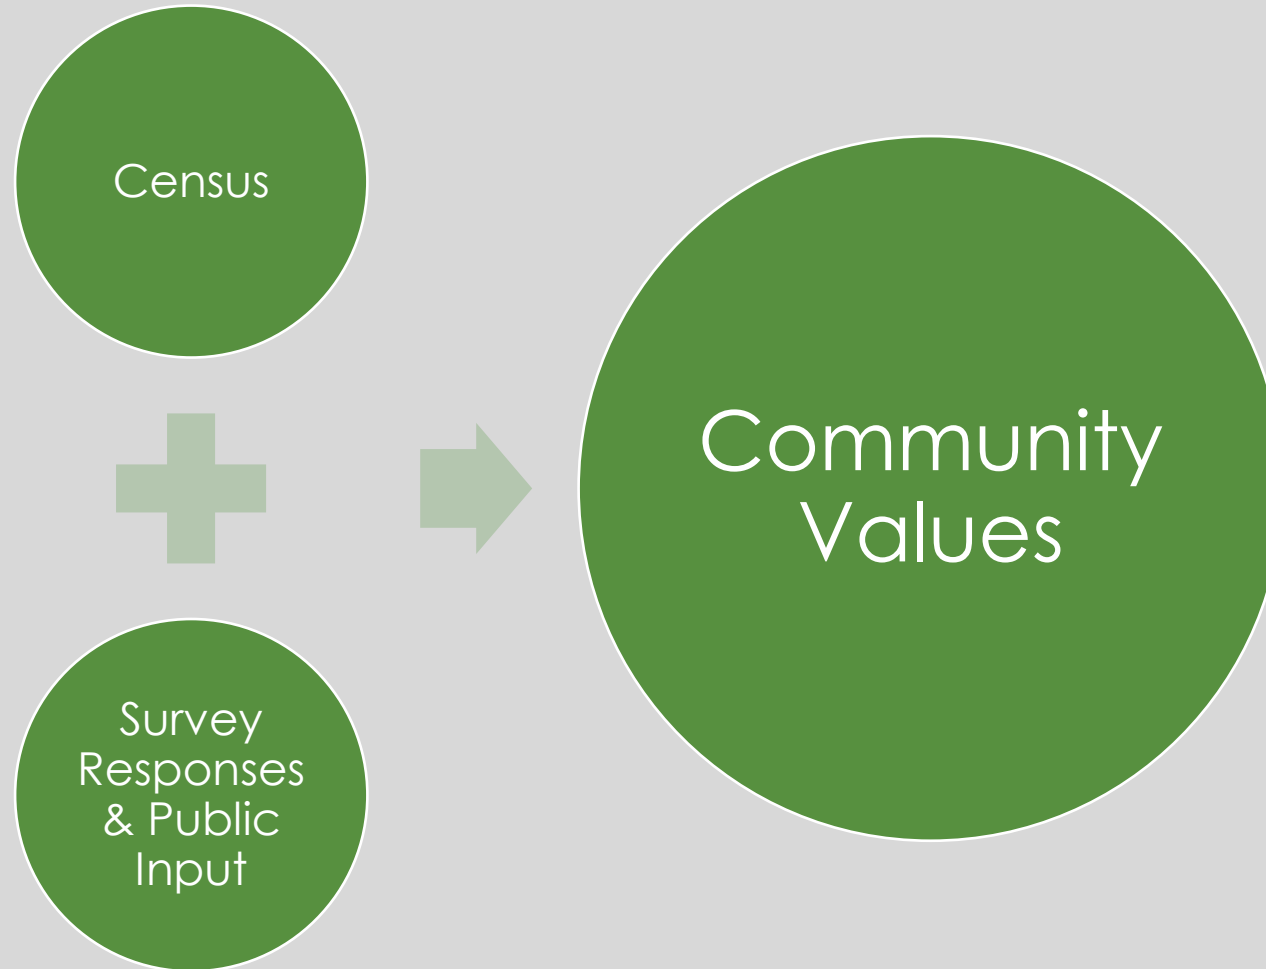 Census
Survey
Responses
& Public
Input
Community
Values